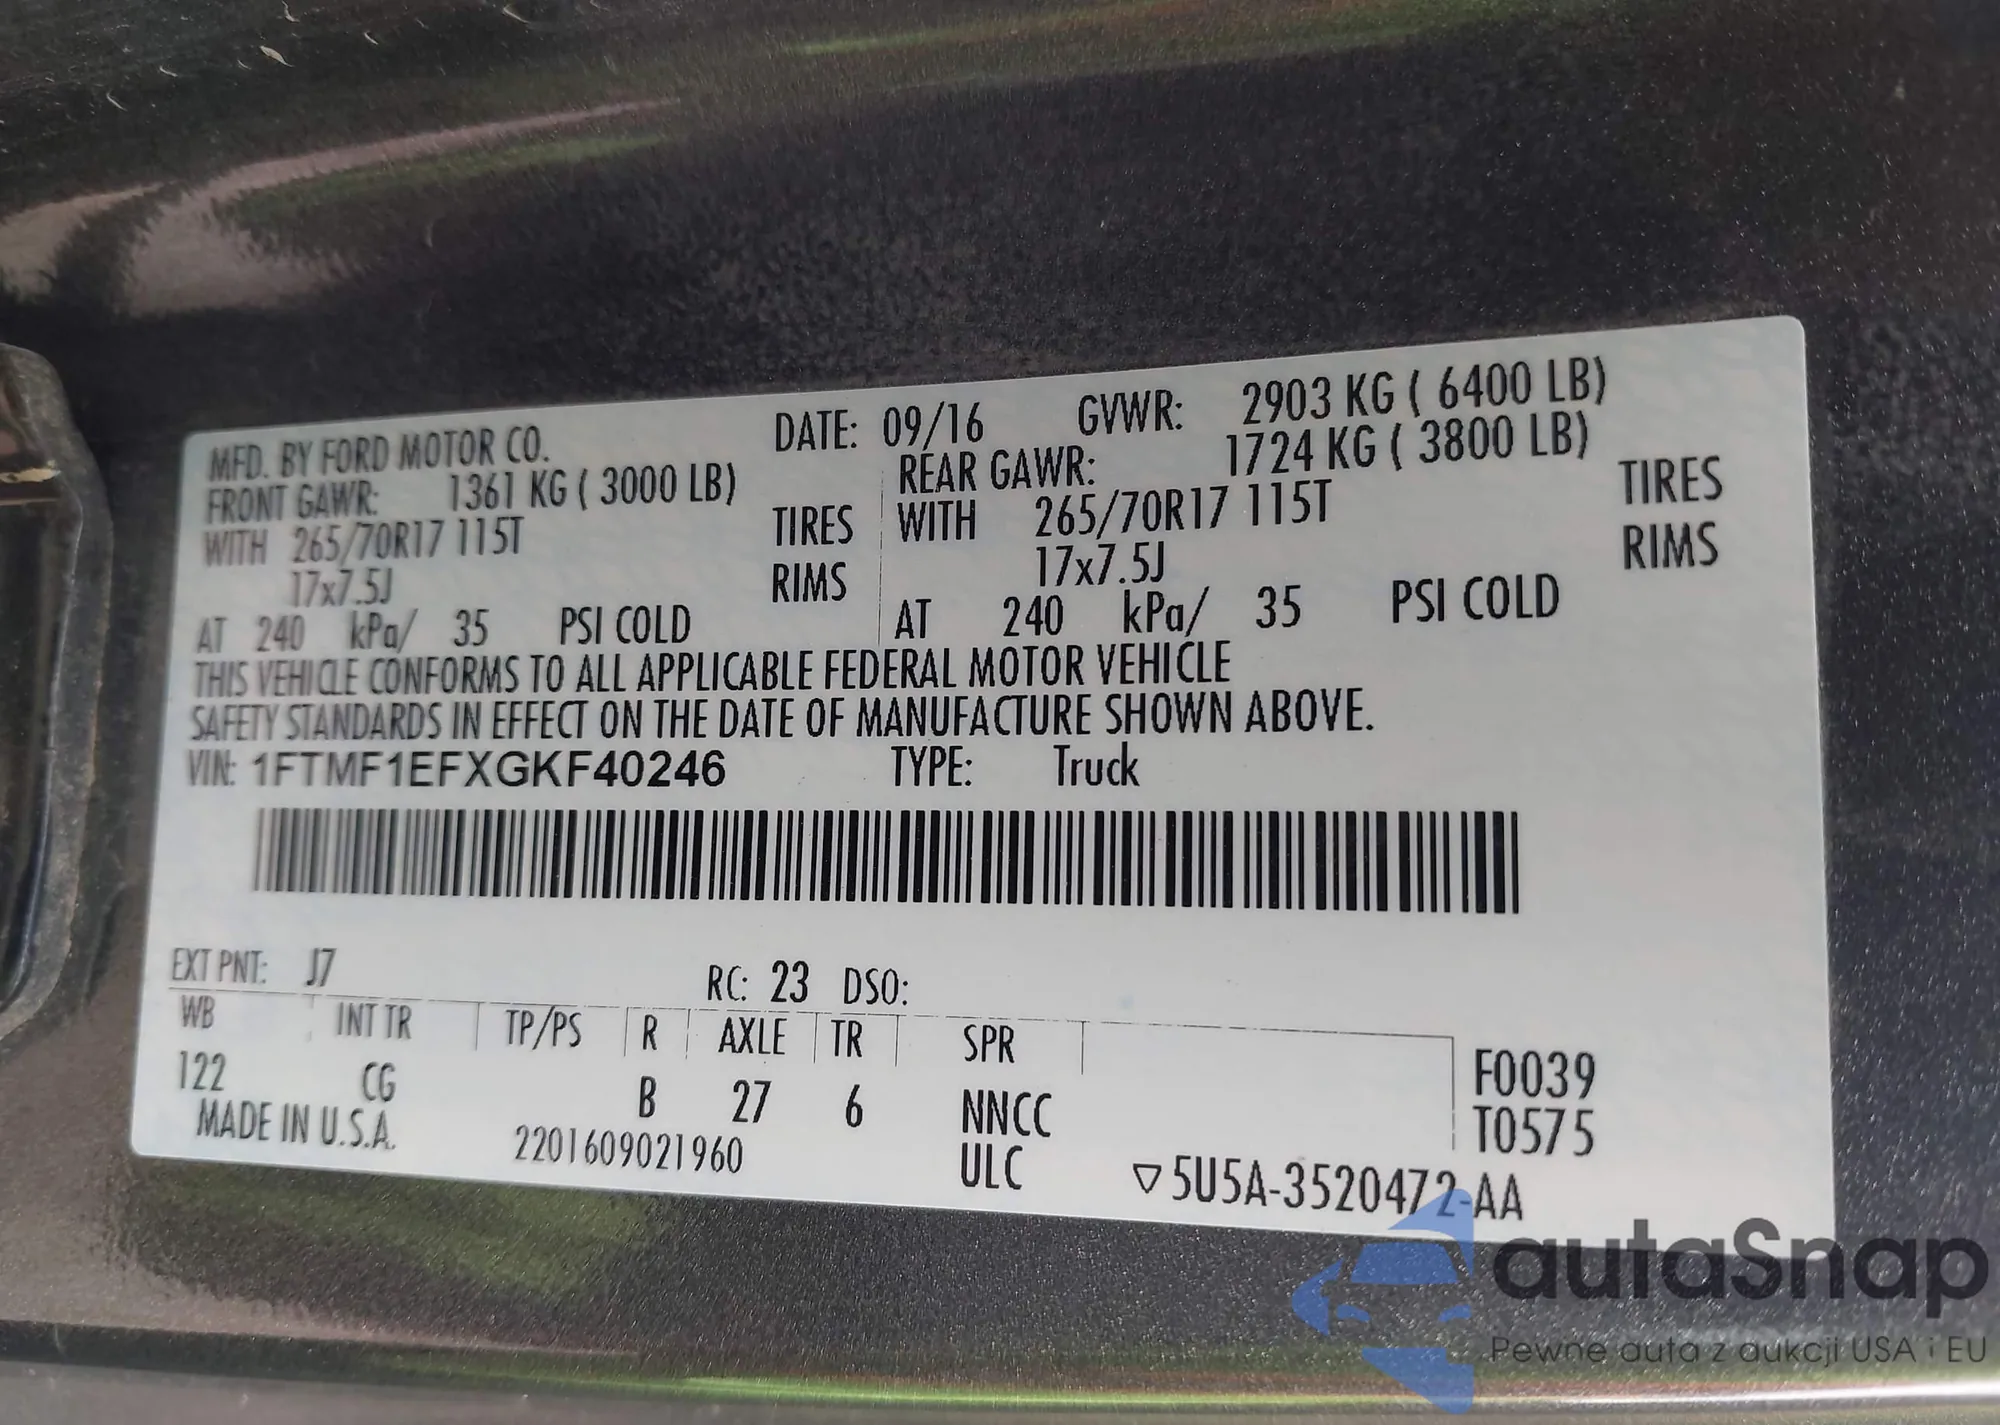 MFD. BY FORD MOTOR CO. DATE: 09/16 GVWR: 2903 KG ( 6400 LB)
FRONT GAWR: 1361 KG ( 3000 LB) REAR GAWR: 1724 KG ( 3800 LB)
WITH 265/70R17 115T TIRES WITH 265/70R17 115T TIRES
17x7.5J RIMS 17x7.5J RIMS
AT 240 kPa/ 35 PSI COLD AT 240 kPa/ 35 PSI COLD
THIS VEHICLE CONFORMS TO ALL APPLICABLE FEDERAL MOTOR VEHICLE
SAFETY STANDARDS IN EFFECT ON THE DATE OF MANUFACTURE SHOWN ABOVE.
VIN: 1FTMF1EFXGKF40246 TYPE: Truck
EXT PNT: J7 RC: 23 DSO:
WB INT TR TP/PS R AXLE TR SPR
122 CG B 27 6 NNCC F0039
T0575
MADE IN U.S.A. 2201609021960 ULC ▽5U5A-3520472-AA
autaSnap
Pewne auta z aukcji USA i EU